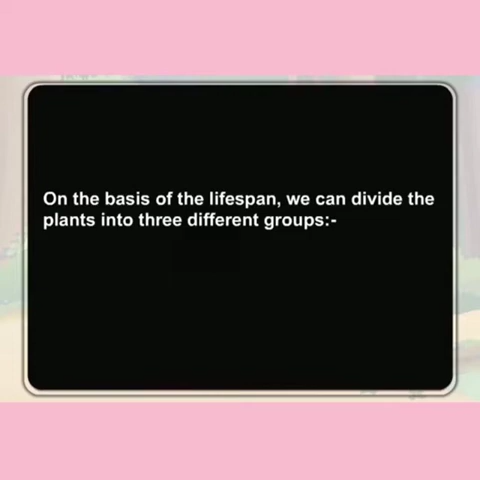 On the basis of the lifespan, we can divide the
plants into three different groups:-